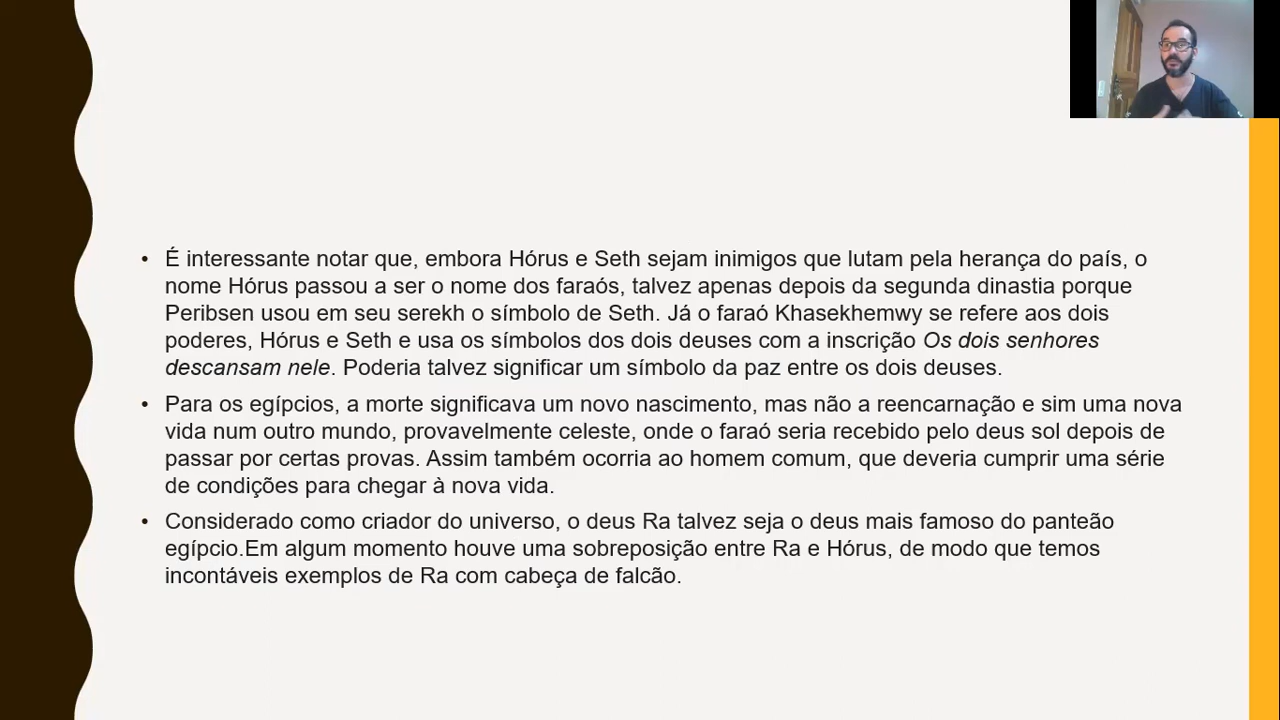 • É interessante notar que, embora Hórus e Seth sejam inimigos que lutam pela herança do país, o
nome Hórus passou a ser o nome dos faraós, talvez apenas depois da segunda dinastia porque
Peribsen usou em seu serekh o símbolo de Seth. Já o faraó Khasekhemwy se refere aos dois
poderes, Hórus e Seth e usa os símbolos dos dois deuses com a inscrição Os dois senhores
descansam nele. Poderia talvez significar um símbolo da paz entre os dois deuses.
• Para os egípcios, a morte significava um novo nascimento, mas não a reencarnação e sim uma nova
vida num outro mundo, provavelmente celeste, onde o faraó seria recebido pelo deus sol depois de
passar por certas provas. Assim também ocorria ao homem comum, que deveria cumprir uma série
de condições para chegar à nova vida.
• Considerado como criador do universo, o deus Ra talvez seja o deus mais famoso do panteão
egípcio.Em algum momento houve uma sobreposição entre Ra e Hórus, de modo que temos
incontáveis exemplos de Ra com cabeça de falcão.